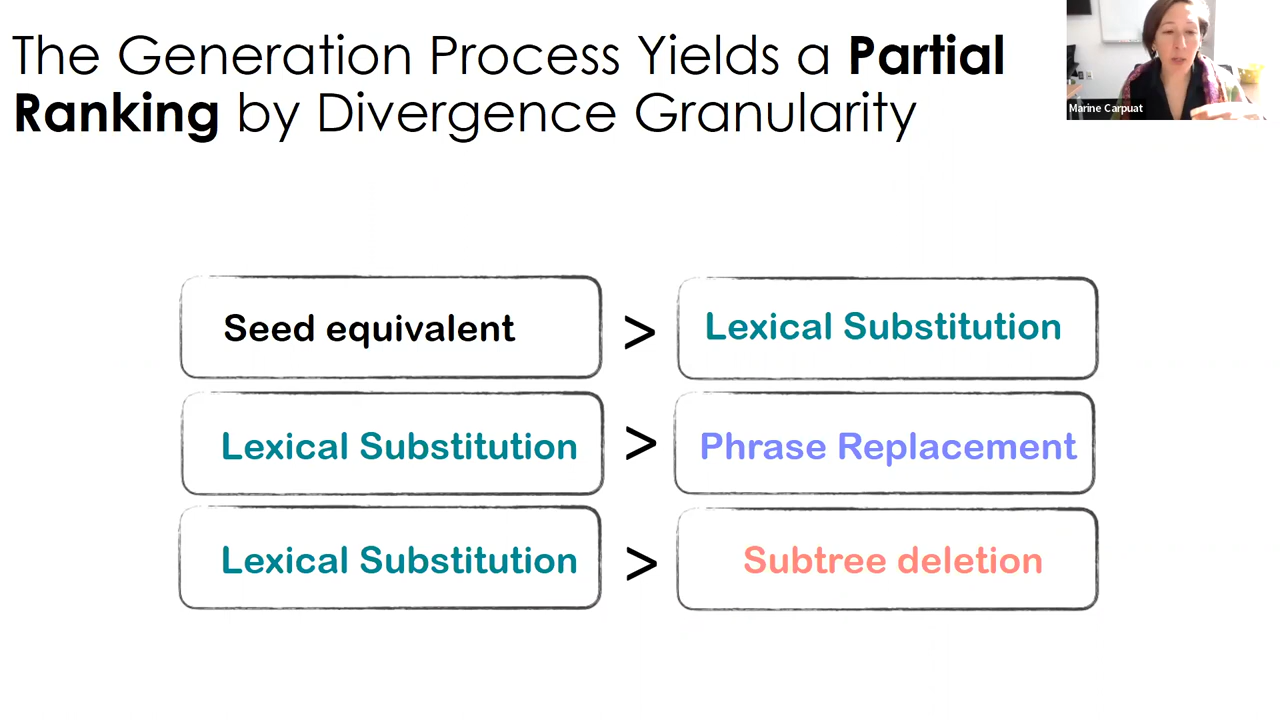 The Generation Process Yields a Partial
Ranking by Divergence Granularity
Marine Carpuat
Seed equivalent > Lexical Substitution
Lexical Substitution > Phrase Replacement
Lexical Substitution > Subtree deletion